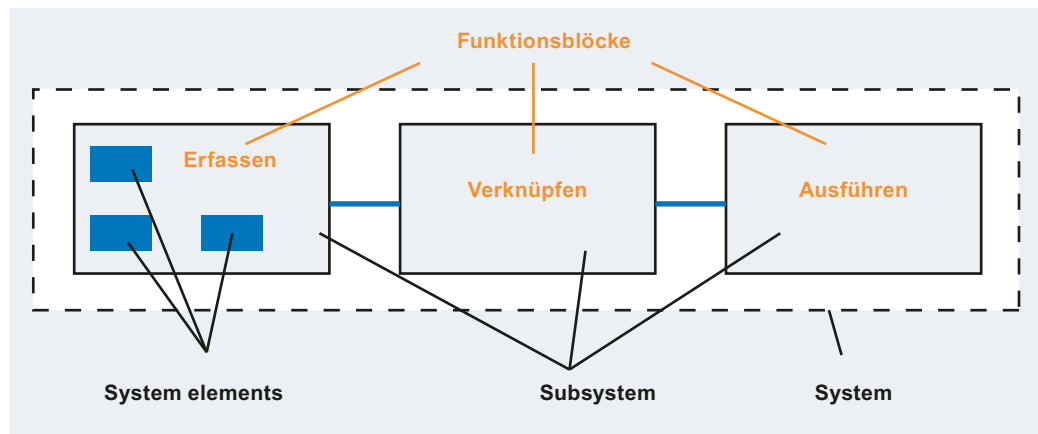 Funktionsblöcke
Erfassen
Verknüpfen
Ausführen
System elements
Subsystem
System